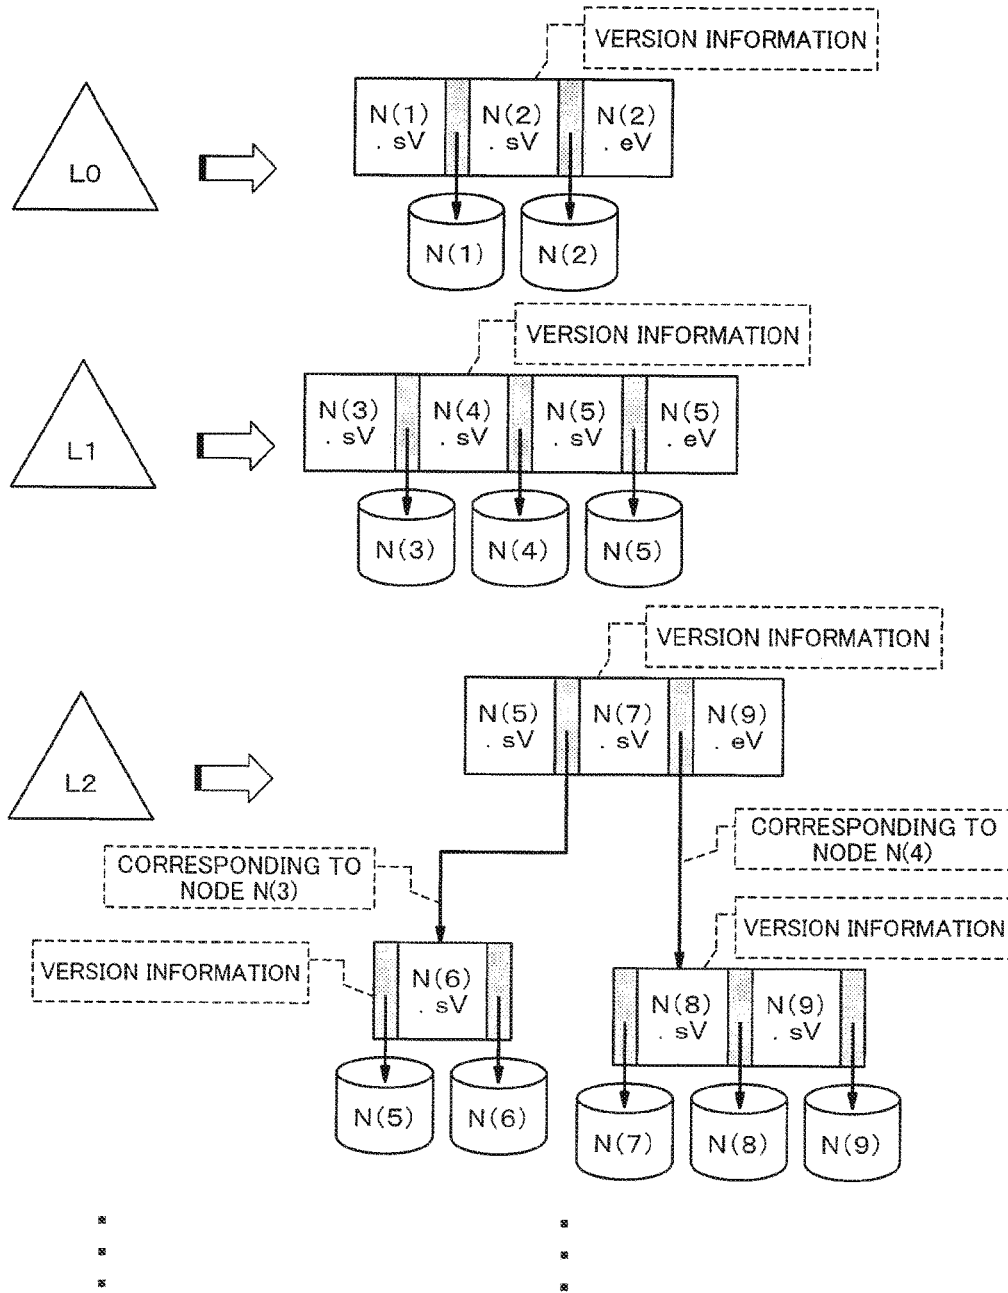 VERSION INFORMATION
L0
N(1) N(2) N(2)
. sV . sV . eV
N(1) N(2)
VERSION INFORMATION
L1
N(3) N(4) N(5) N(5)
. sV . sV . sV . eV
N(3) N(4) N(5)
VERSION INFORMATION
L2
N(5) N(7) N(9)
. sV . sV . eV
CORRESPONDING TO
NODE N(3)
CORRESPONDING TO
NODE N(4)
VERSION INFORMATION
N(6)
. sV
VERSION INFORMATION
N(8) N(9)
. sV . sV
N(5) N(6)
N(7) N(8) N(9)